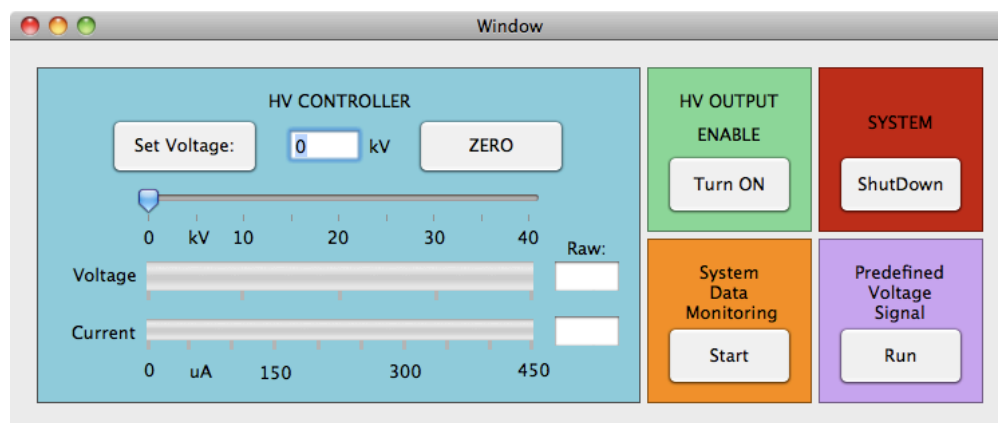 Window
HV CONTROLLER
Set Voltage: 0 kV ZERO
0 kV 10 20 30 40
Raw:
Voltage
Current
0 uA 150 300 450
HV OUTPUT
ENABLE
Turn ON
SYSTEM
ShutDown
System
Data
Monitoring
Start
Predefined
Voltage
Signal
Run